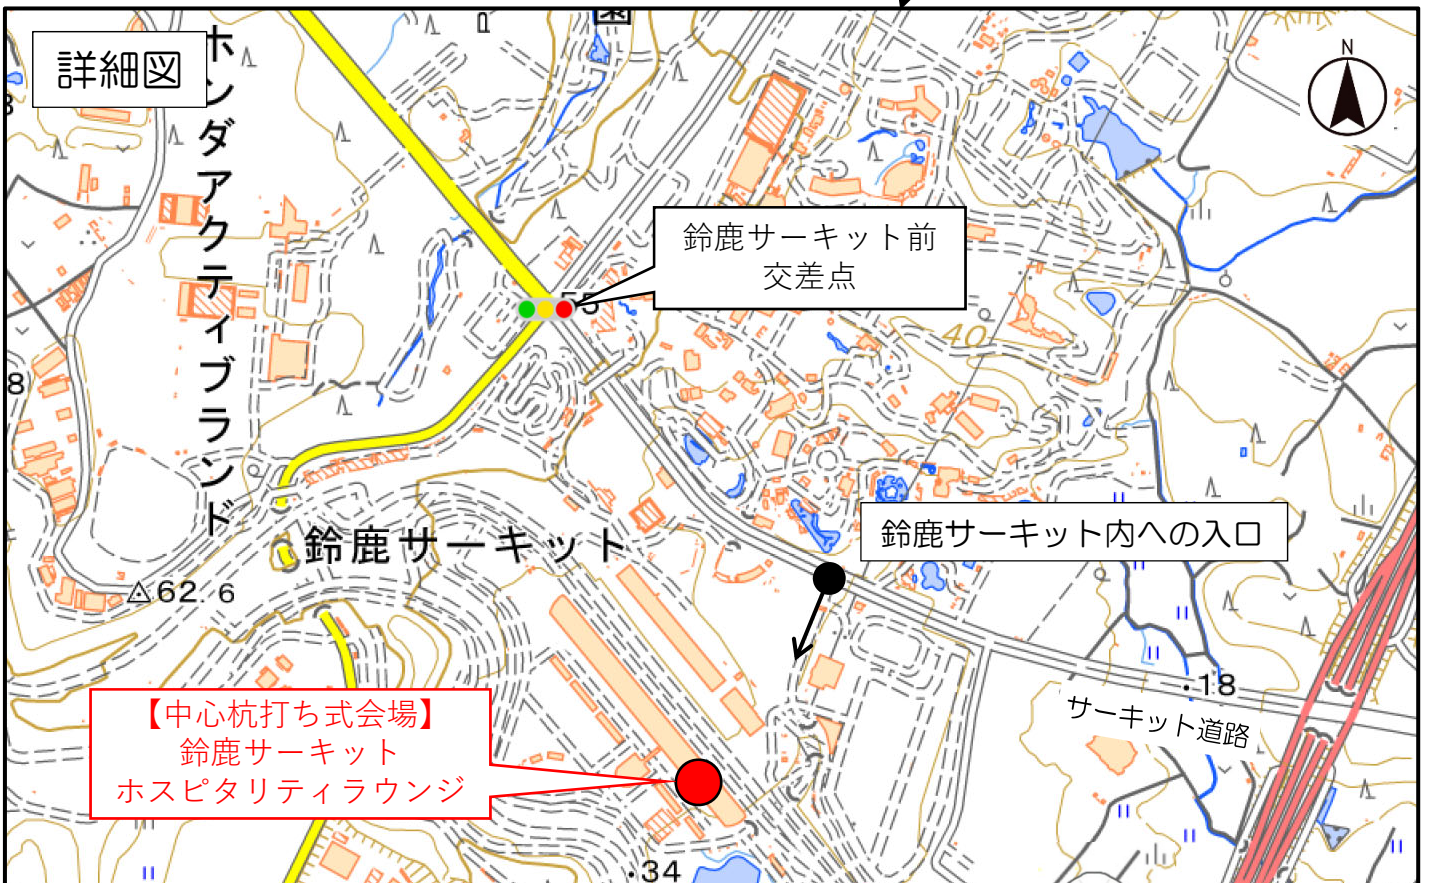 詳細図
ホンダアクティブランド
園
N
鈴鹿サーキット前
交差点
55
40
8
鈴鹿サーキット
鈴鹿サーキット内への入口
62.6
18
サーキット道路
【中心杭打ち式会場】
鈴鹿サーキット
ホスピタリティラウンジ
34